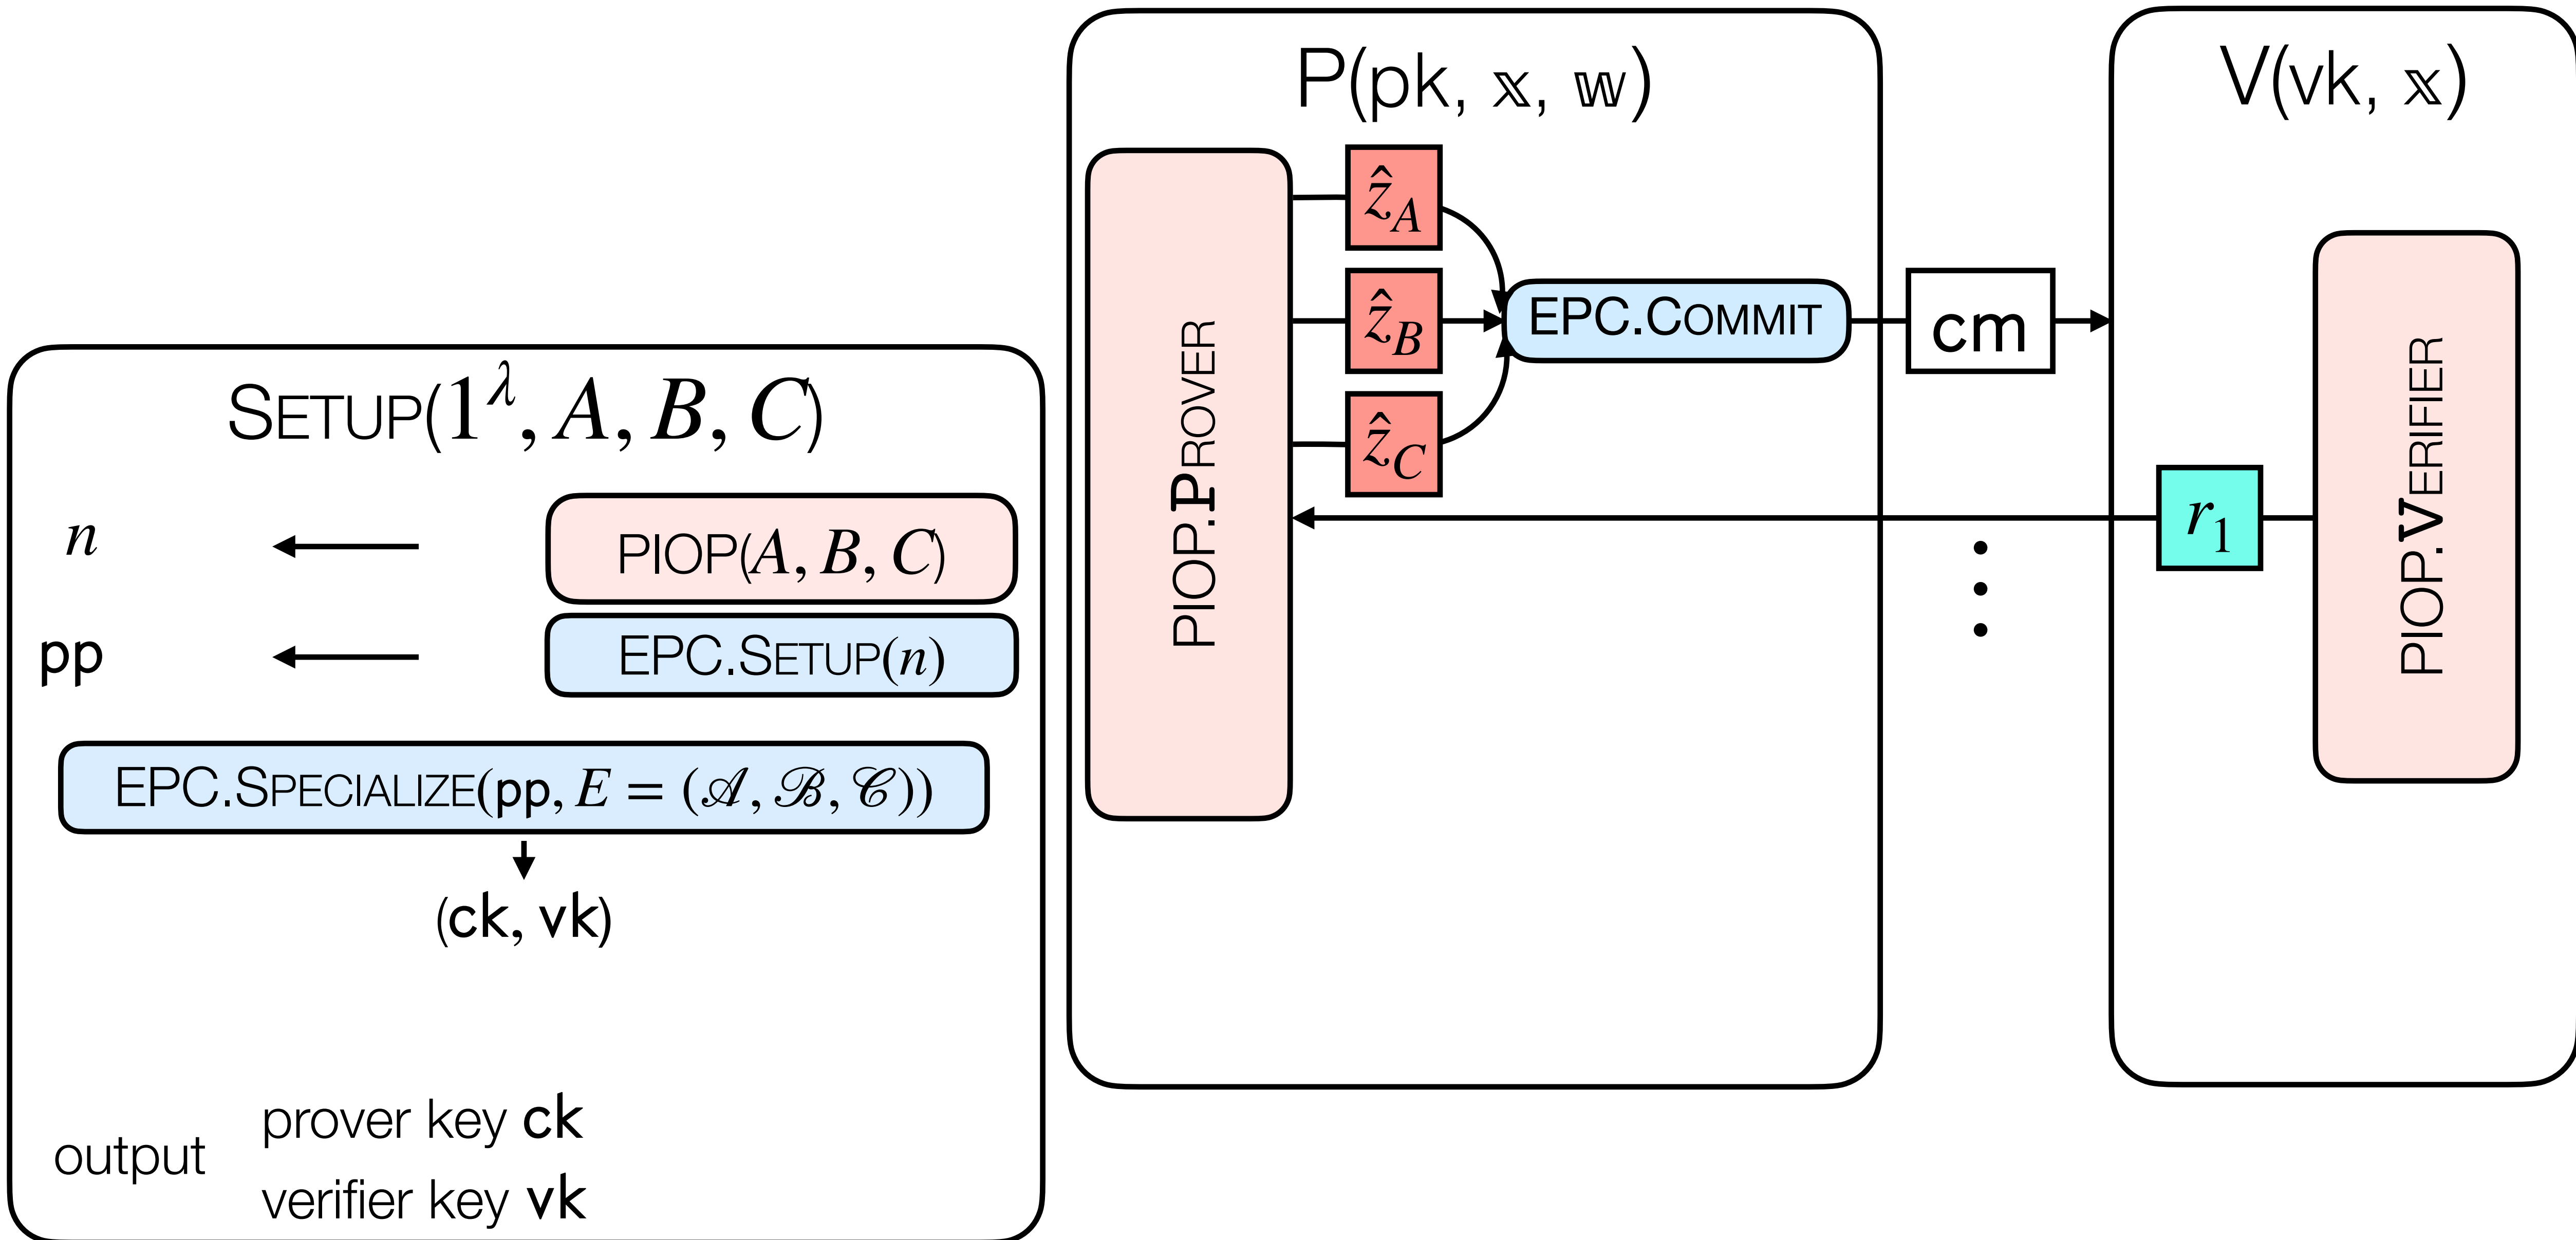 SETUP(1^λ, A, B, C)
n
PIOP(A, B, C)
pp
EPC.SETUP(n)
EPC.SPECIALIZE(pp, E = (𝒜, ℬ, 𝒞))
(ck, vk)
output
prover key ck
verifier key vk
P(pk, 𝕩, 𝕨)
PIOP.PROVER
ẑ_A
ẑ_B
ẑ_C
EPC.COMMIT
cm
V(vk, 𝕩)
r_1
PIOP.VERIFIER